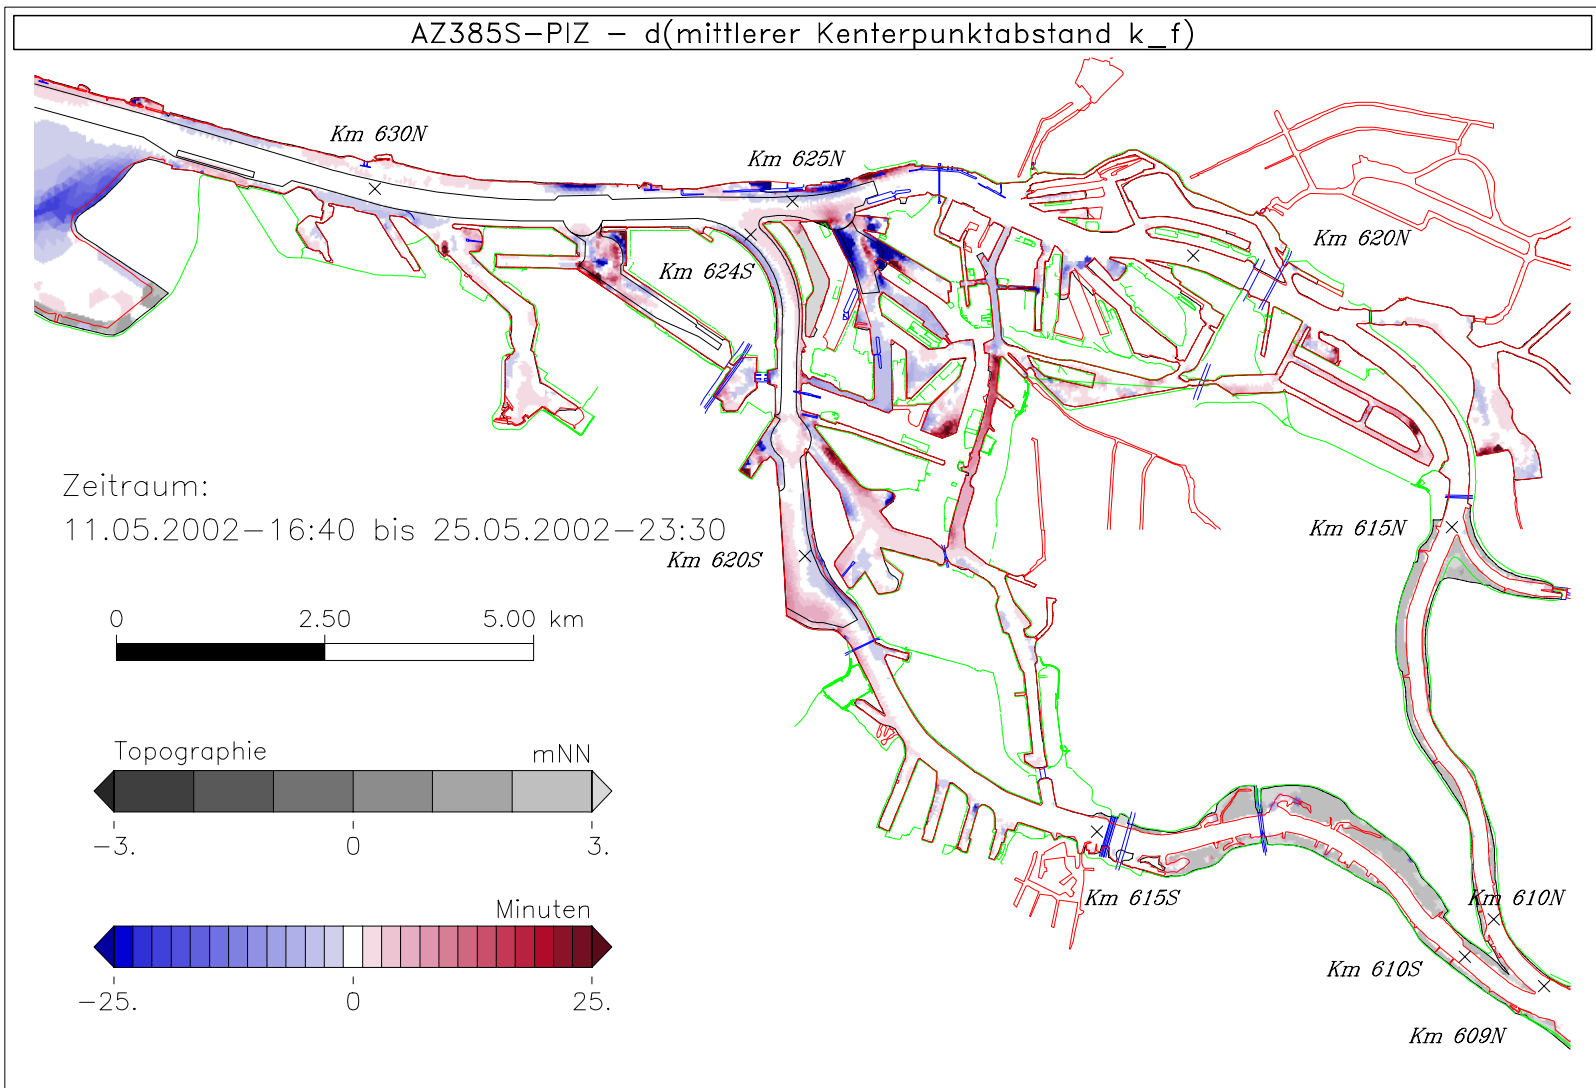 AZ385S-PIZ - d(mittlerer Kenterpunktabstand k_f)
Km 630N
Km 625N
Km 620N
Km 624S
Zeitraum:
11.05.2002-16:40 bis 25.05.2002-23:30
Km 615N
Km 620S
0 2.50 5.00 km
Topographie mNN
-3. 0 3.
Km 615S
Km 610N
Minuten
-25. 0 25.
Km 610S
Km 609N